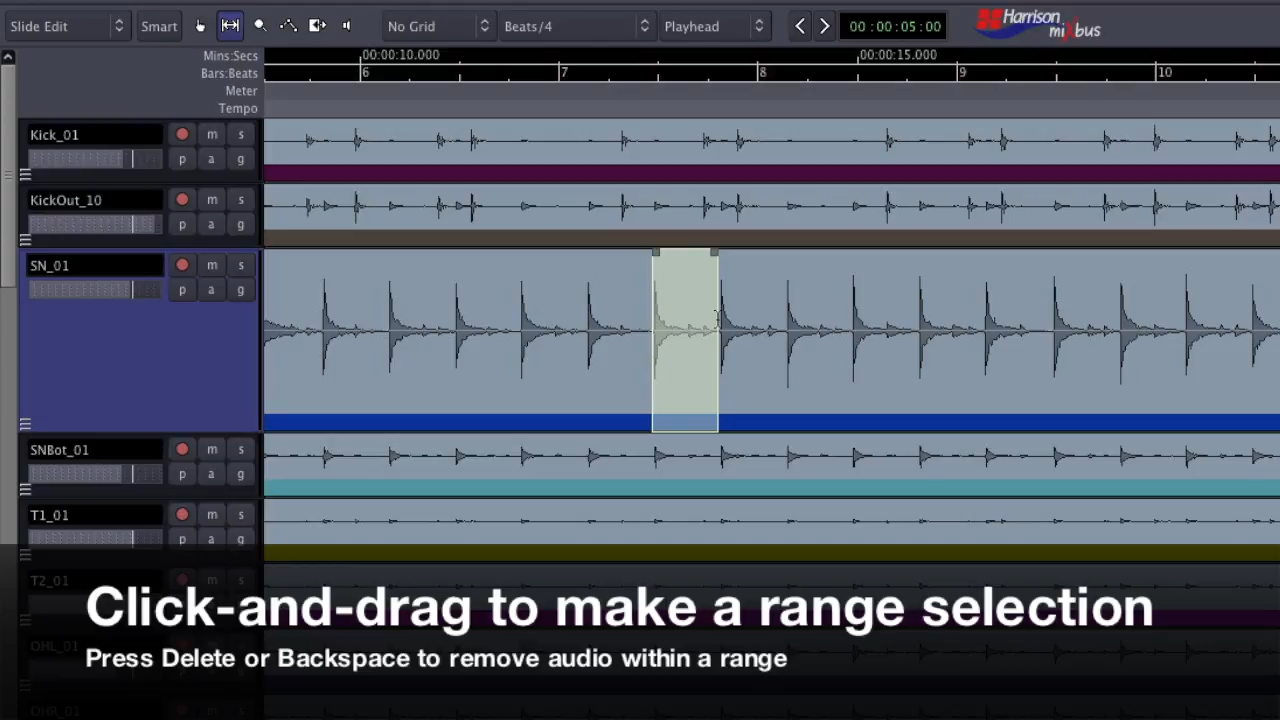 Slide Edit Smart No Grid Beats/4 Playhead 00:00:05:00 Harrison mixbus
Mins:Secs 00:00:10.000 00:00:15.000
Bars:Beats 6 7 8 9 10
Meter
Tempo
Kick_01 m s
p a g
KickOut_10 m s
p a g
SN_01 m s
p a g
SNBot_01 m s
p a g
T1_01 m s
p a g
T2_01 m s
Click-and-drag to make a range selection
Press Delete or Backspace to remove audio within a range